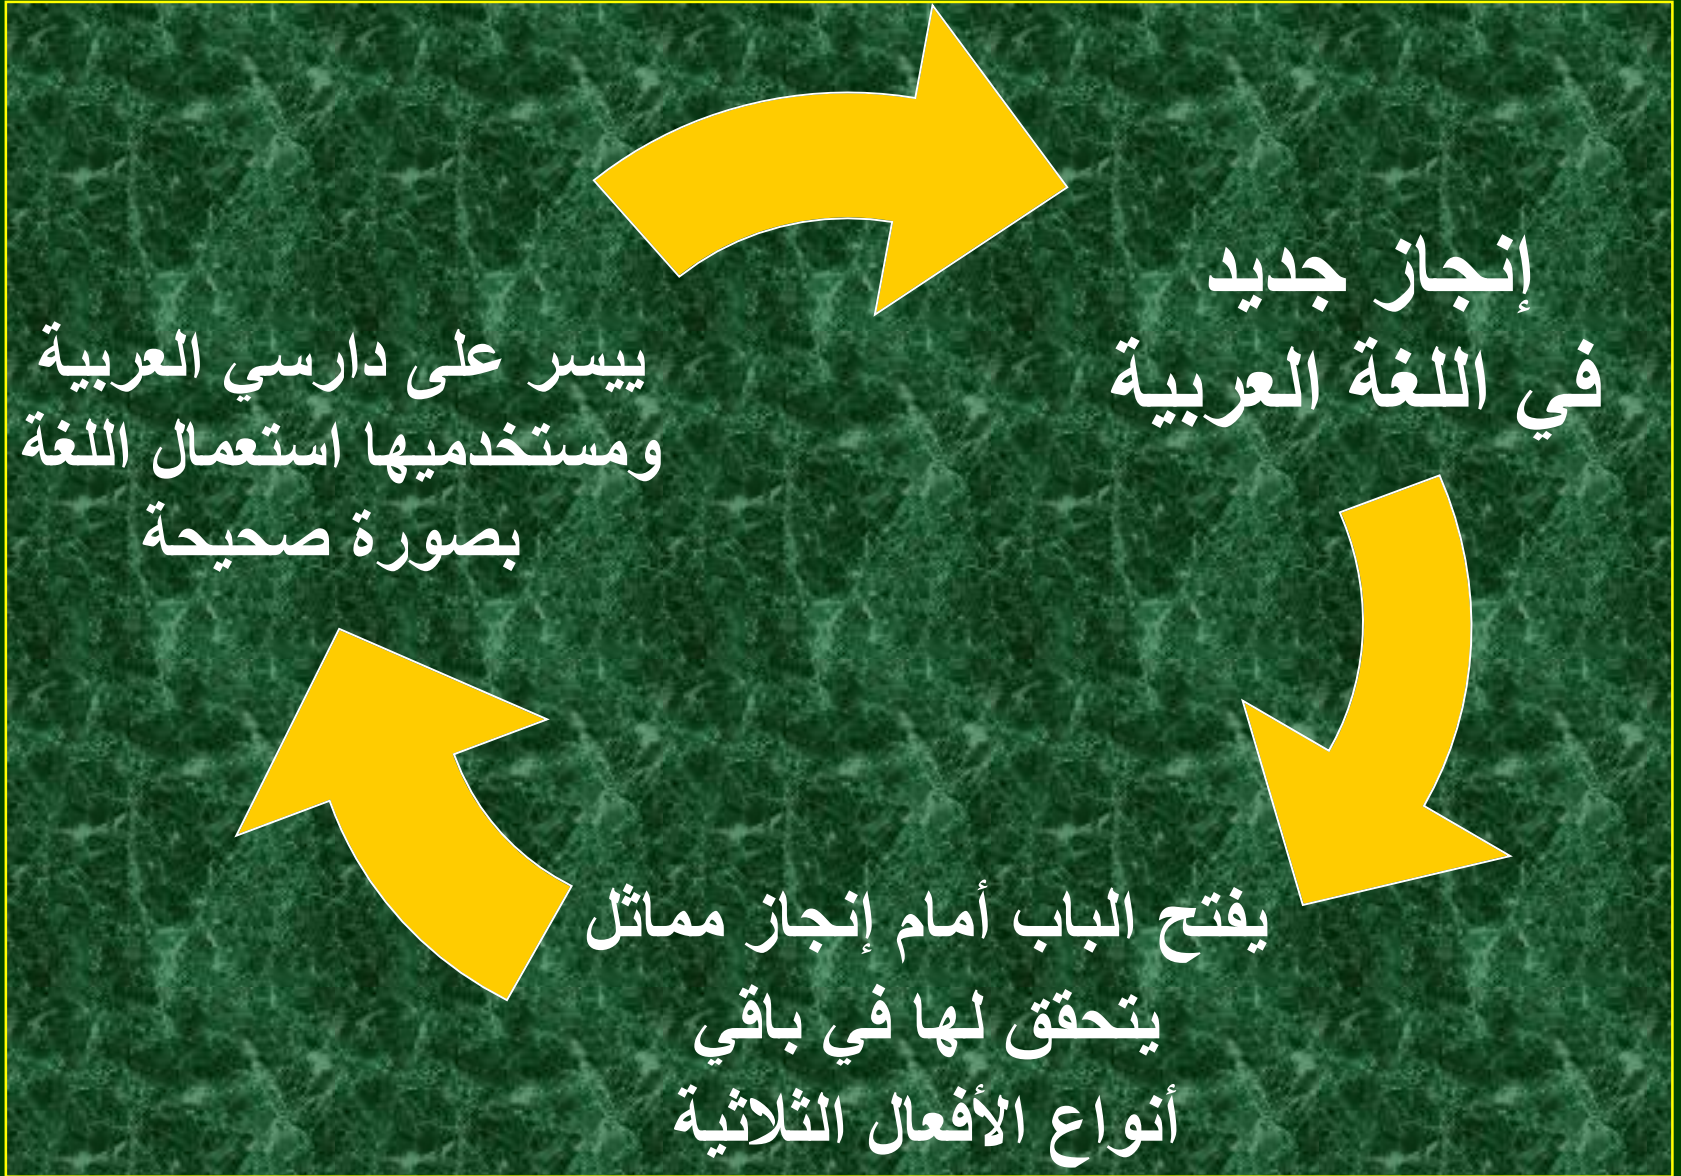 إنجاز جديد
في اللغة العربية
يفتح الباب أمام إنجاز مماثل
يتحقق لها في باقي
أنواع الأفعال الثلاثية
ييسر على دارسي العربية
ومستخدميها استعمال اللغة
بصورة صحيحة